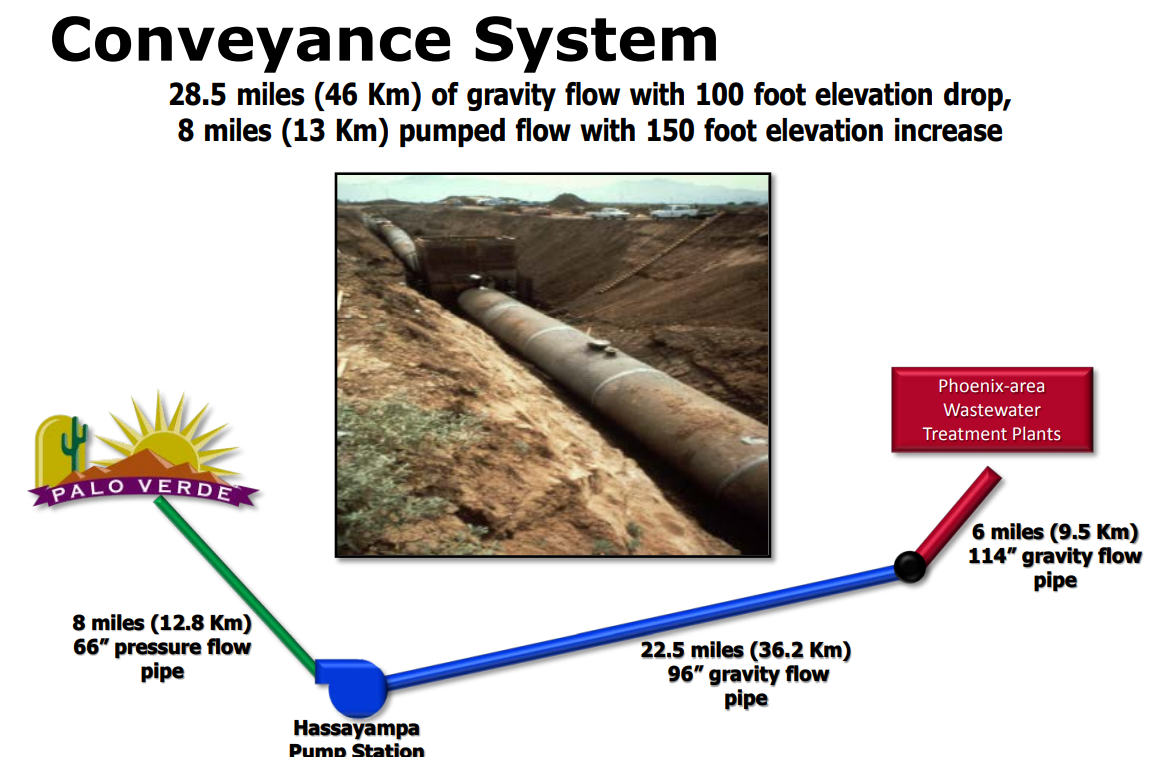 Conveyance System
28.5 miles (46 Km) of gravity flow with 100 foot elevation drop,
8 miles (13 Km) pumped flow with 150 foot elevation increase
Phoenix-area
Wastewater
Treatment Plants
PALO VERDE
6 miles (9.5 Km)
114” gravity flow
pipe
8 miles (12.8 Km)
66” pressure flow
pipe
22.5 miles (36.2 Km)
96” gravity flow
pipe
Hassayampa
Pump Station